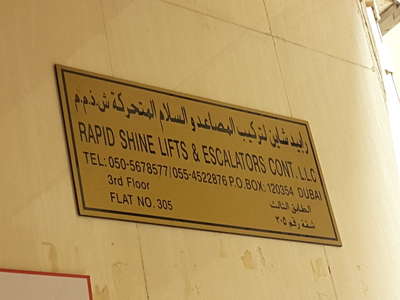 رابيد شاين لتركيب المصاعد و السلالم المتحركة ش.ذ.م.م
RAPID SHINE LIFTS & ESCALATORS CONT. LLC
TEL: 050-5678577/055-4522876 P.O.BOX: 120354 DUBAI
3rd Floor الطابق الثالث
FLAT NO. 305 شقة رقم ٣٠٥